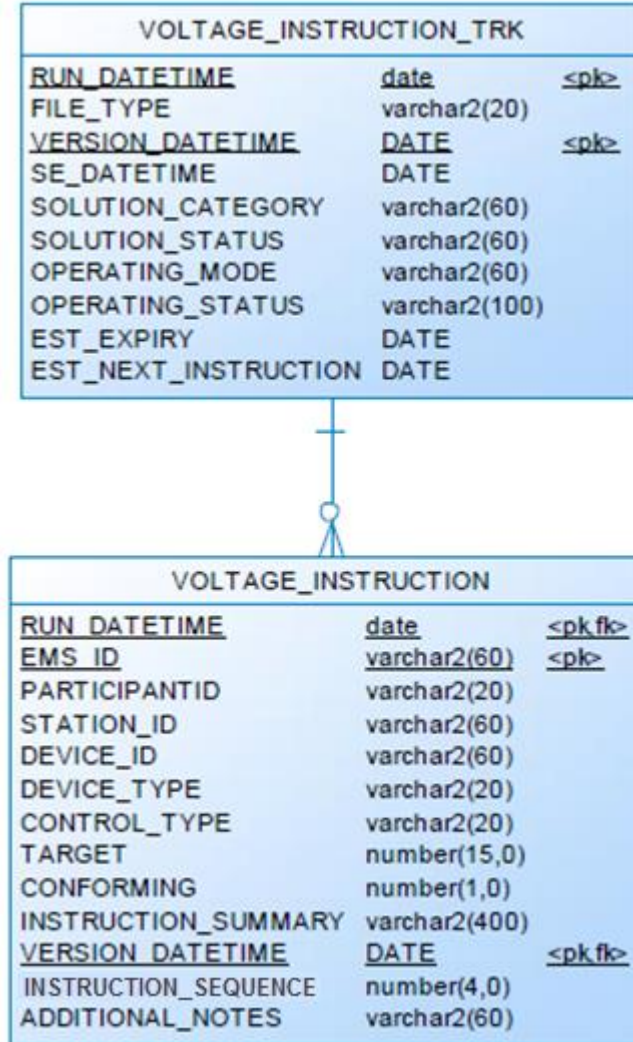 VOLTAGE_INSTRUCTION_TRK
RUN_DATETIME date <pk>
FILE_TYPE varchar2(20)
VERSION_DATETIME DATE <pk>
SE_DATETIME DATE
SOLUTION_CATEGORY varchar2(60)
SOLUTION_STATUS varchar2(60)
OPERATING_MODE varchar2(60)
OPERATING_STATUS varchar2(100)
EST_EXPIRY DATE
EST_NEXT_INSTRUCTION DATE
VOLTAGE_INSTRUCTION
RUN_DATETIME date <pk,fk>
EMS_ID varchar2(60) <pk>
PARTICIPANTID varchar2(20)
STATION_ID varchar2(60)
DEVICE_ID varchar2(60)
DEVICE_TYPE varchar2(20)
CONTROL_TYPE varchar2(20)
TARGET number(15,0)
CONFORMING number(1,0)
INSTRUCTION_SUMMARY varchar2(400)
VERSION_DATETIME DATE <pk,fk>
INSTRUCTION_SEQUENCE number(4,0)
ADDITIONAL_NOTES varchar2(60)